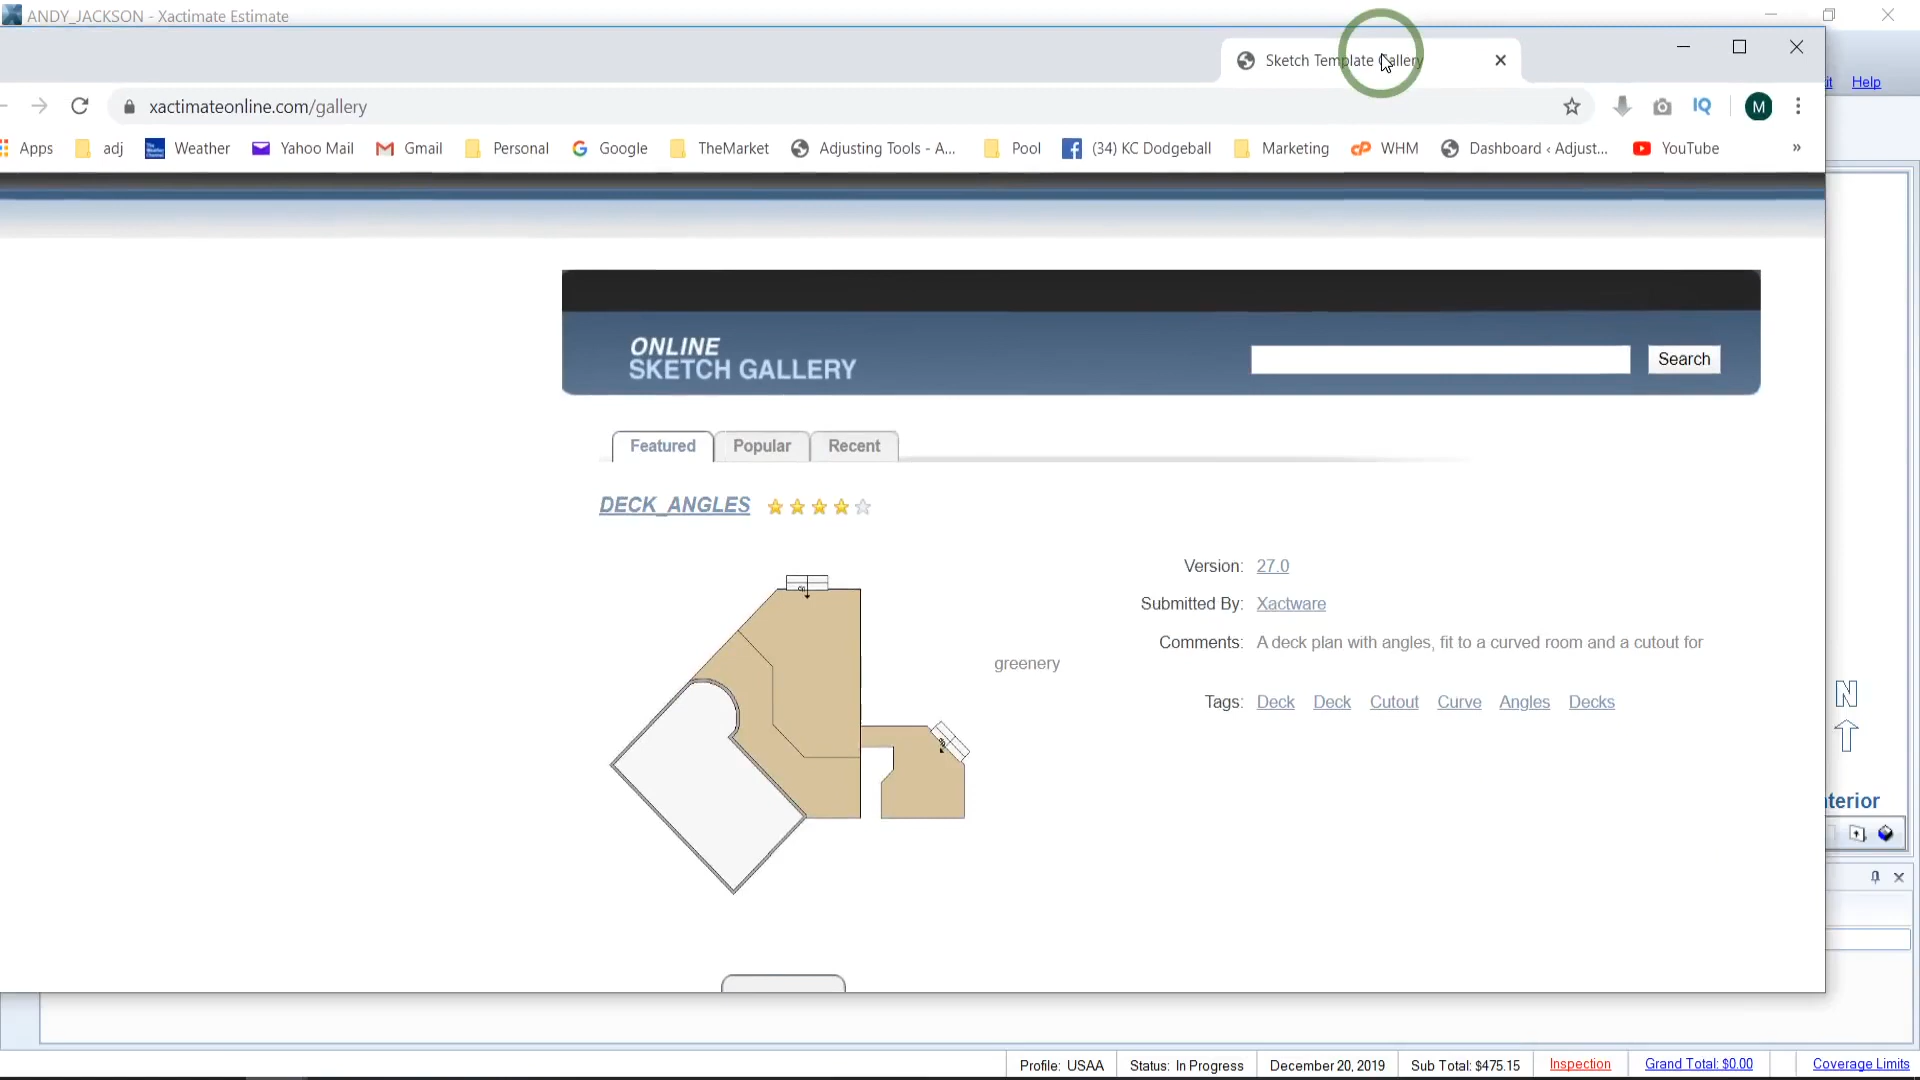 ANDY_JACKSON - Xactimate Estimate
Sketch Template Gallery
Help
xactimateonline.com/gallery
IQ
M
Apps
adj
Weather
Yahoo Mail
Gmail
Personal
Google
TheMarket
Adjusting Tools - A...
Pool
(34) KC Dodgeball
Marketing
WHM
Dashboard ‹ Adjust...
YouTube
»
ONLINE
SKETCH GALLERY
Search
Featured
Popular
Recent
DECK_ANGLES
Version: 27.0
Submitted By: Xactware
Comments: A deck plan with angles, fit to a curved room and a cutout for
greenery
Tags: Deck Deck Cutout Curve Angles Decks
N
terior
Profile: USAA
Status: In Progress
December 20, 2019
Sub Total: $475.15
Inspection
Grand Total: $0.00
Coverage Limits